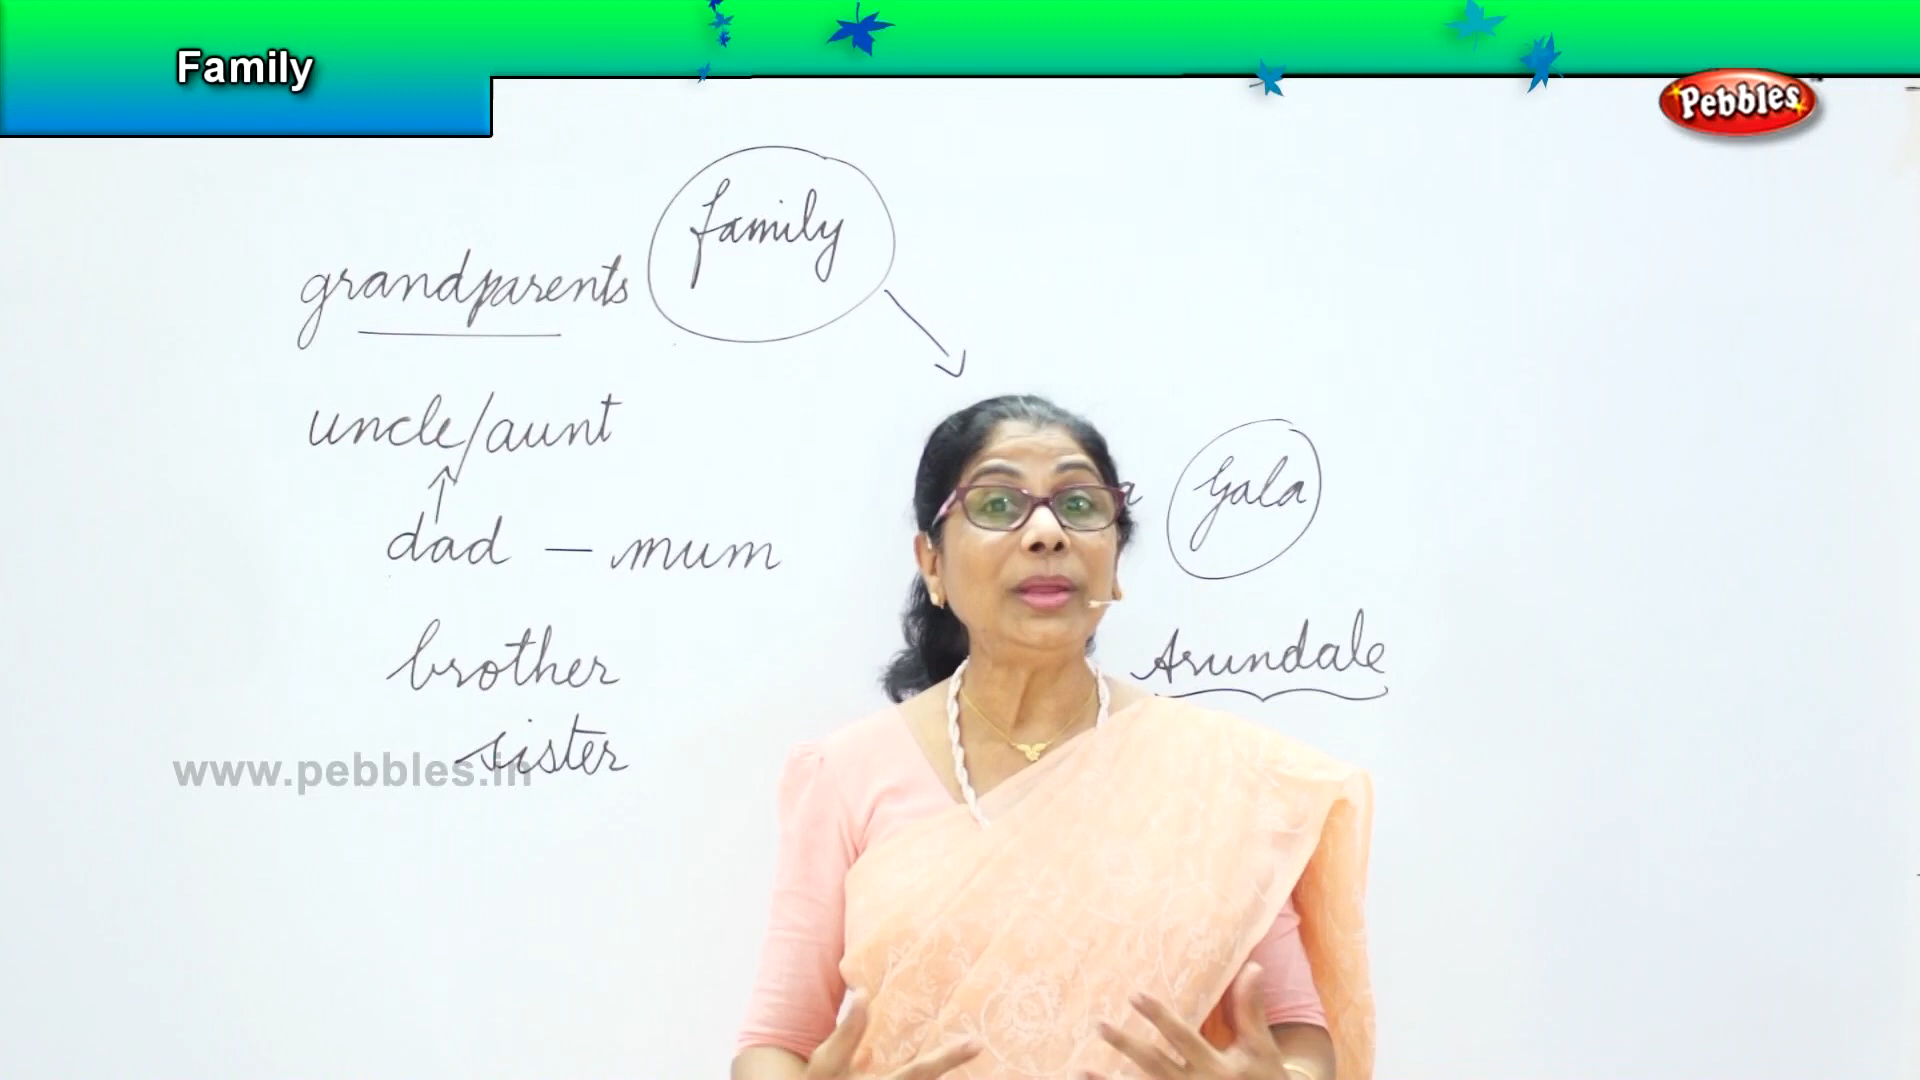 Family
Pebbles
family
grandparents
uncle/aunt
Gala
dad – mum
Arundale
brother
sister
www.pebbles.in